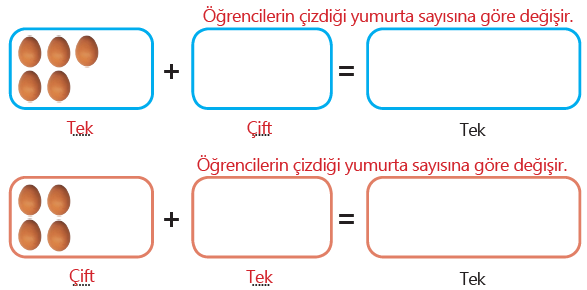 Öğrencilerin çizdiği yumurta sayısına göre değişir.
+ =
Tek Çift Tek
Öğrencilerin çizdiği yumurta sayısına göre değişir.
+ =
Çift Tek Tek